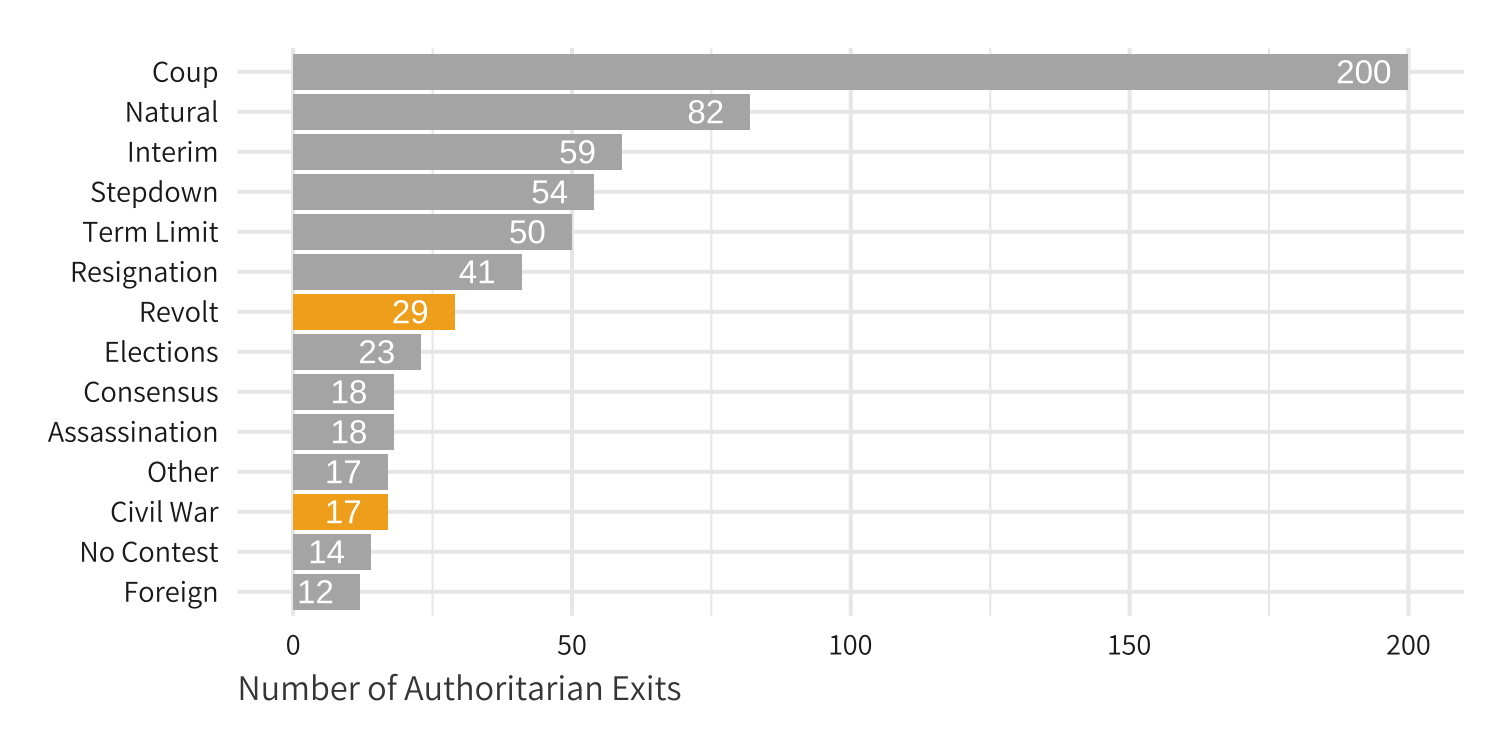 Coup 200
Natural 82
Interim 59
Stepdown 54
Term Limit 50
Resignation 41
Revolt 29
Elections 23
Consensus 18
Assassination 18
Other 17
Civil War 17
No Contest 14
Foreign 12
0 50 100 150 200
Number of Authoritarian Exits